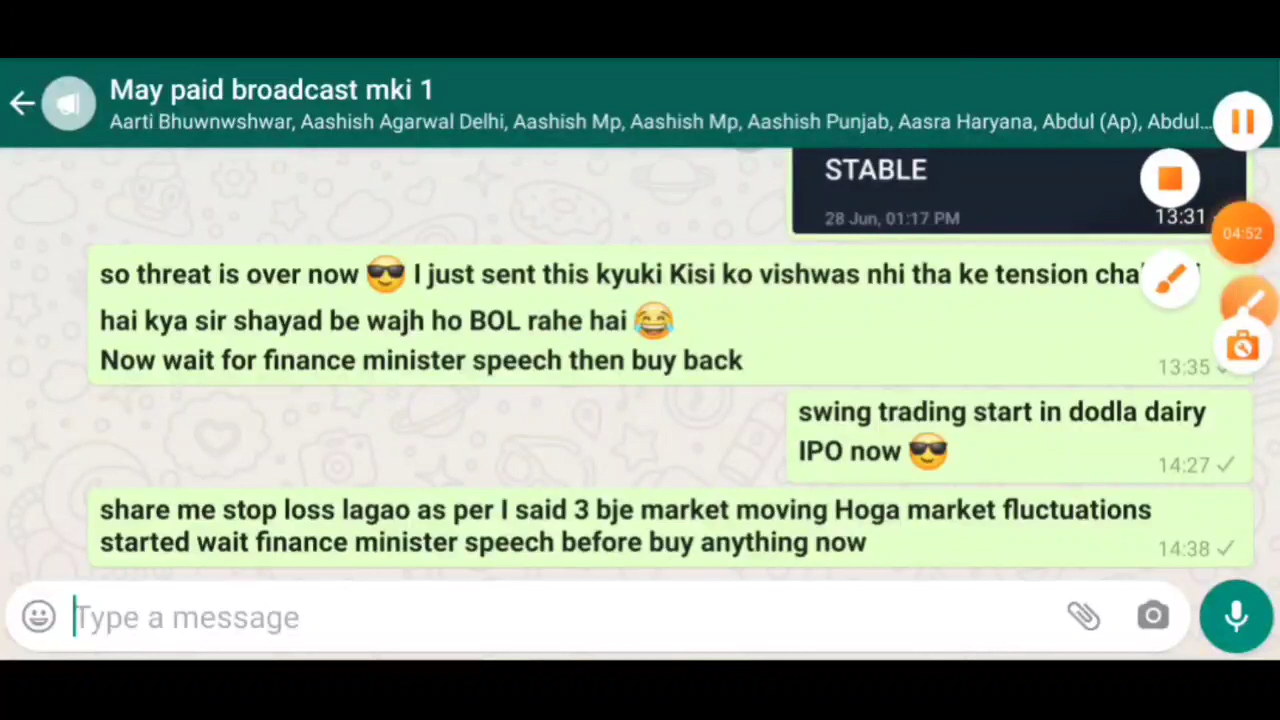 May paid broadcast mki 1
Aarti Bhuwnwshwar, Aashish Agarwal Delhi, Aashish Mp, Aashish Mp, Aashish Punjab, Aasra Haryana, Abdul (Ap), Abdul...
STABLE
28 Jun, 01:17 PM
13:31
04:52
so threat is over now 😎 I just sent this kyuki Kisi ko vishwas nhi tha ke tension
hai kya sir shayad be wajh ho BOL rahe hai 😂
Now wait for finance minister speech then buy back
13:35
swing trading start in dodla dairy
IPO now 😎
14:27
share me stop loss lagao as per I said 3 bje market moving Hoga market fluctuations
started wait finance minister speech before buy anything now
14:38
Type a message